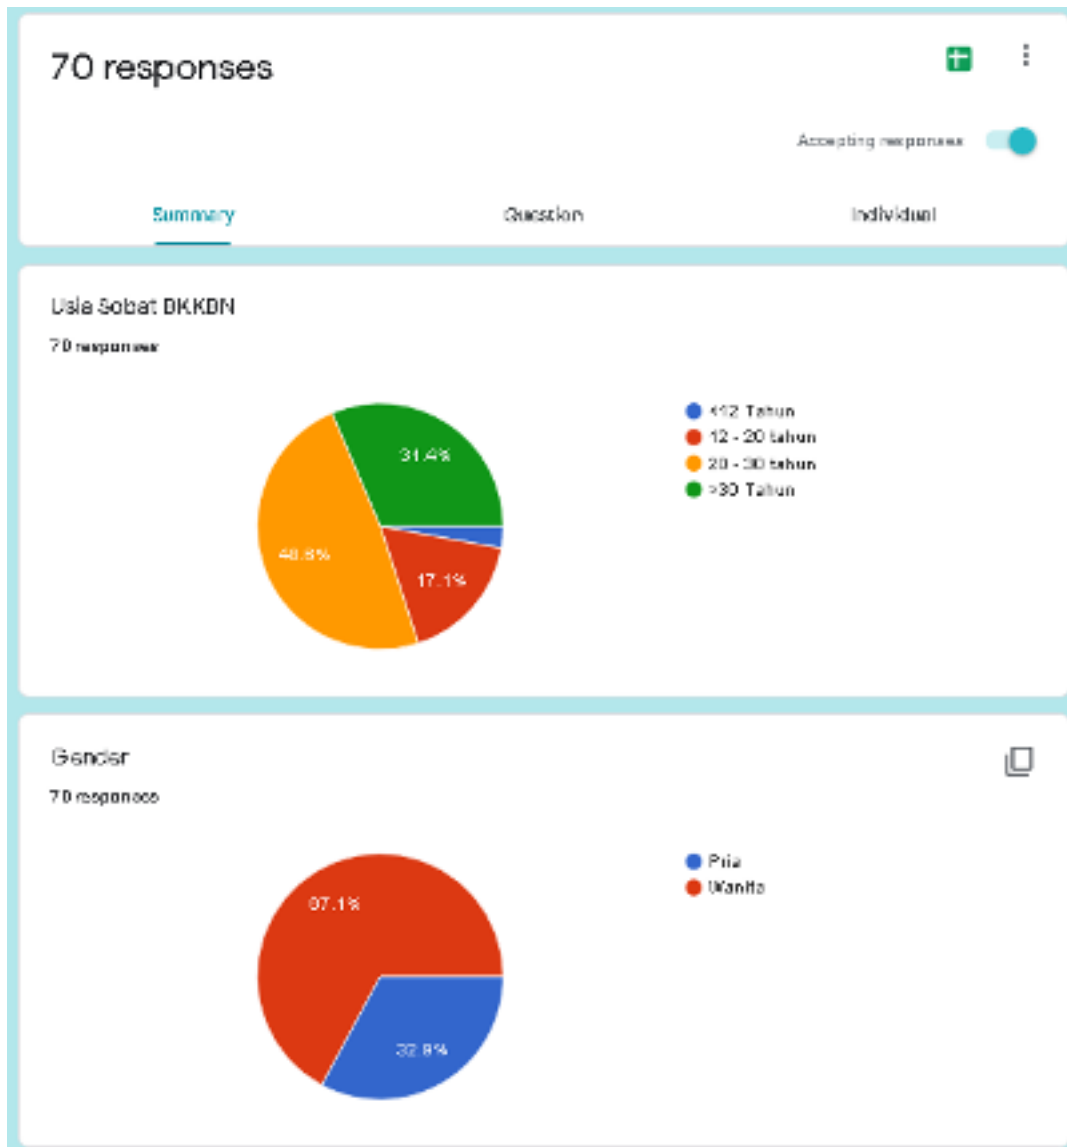 70 responses
Accepting responses
Summary
Question
Individual
Usia Sobat BKKBN
70 responses
31.4%
48.6%
17.1%
<12 Tahun
12 - 20 tahun
20 - 30 tahun
>30 Tahun
Gender
70 responses
67.1%
32.9%
Pria
Wanita